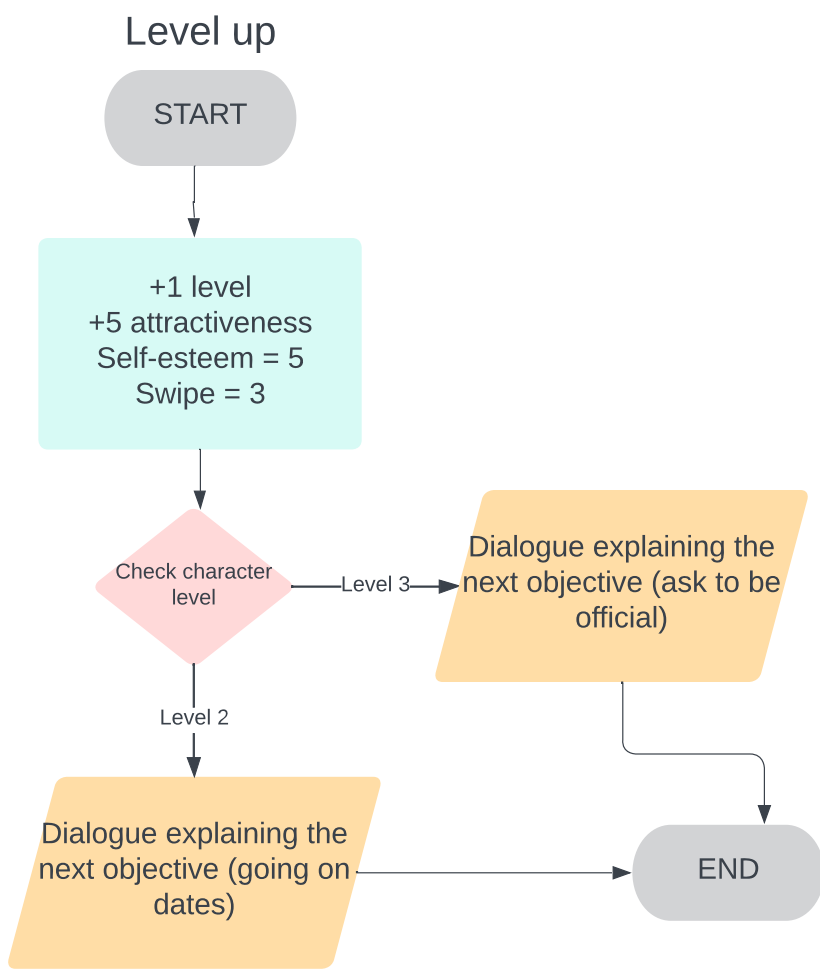 Level up
START
+1 level
+5 attractiveness
Self-esteem = 5
Swipe = 3
Check character
level
Level 3
Dialogue explaining the
next objective (ask to be
official)
Level 2
Dialogue explaining the
next objective (going on
dates)
END